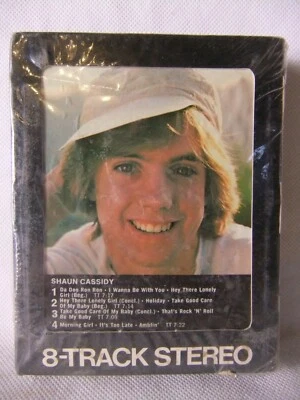 SHAUN CASSIDY
1 Da Doo Ron Ron - I Wanna Be With You - Hey There Lonely
Girl (Beg.) TT 7:17
2 Hey There Lonely Girl (Concl.) - Holiday - Take Good Care
Of My Baby (Beg.) TT 7:14
3 Take Good Care Of My Baby (Concl.) - That's Rock 'N' Roll
Be My Baby TT 7:05
4 Morning Girl - It's Too Late - Amblin' TT 7:22
8-TRACK STEREO